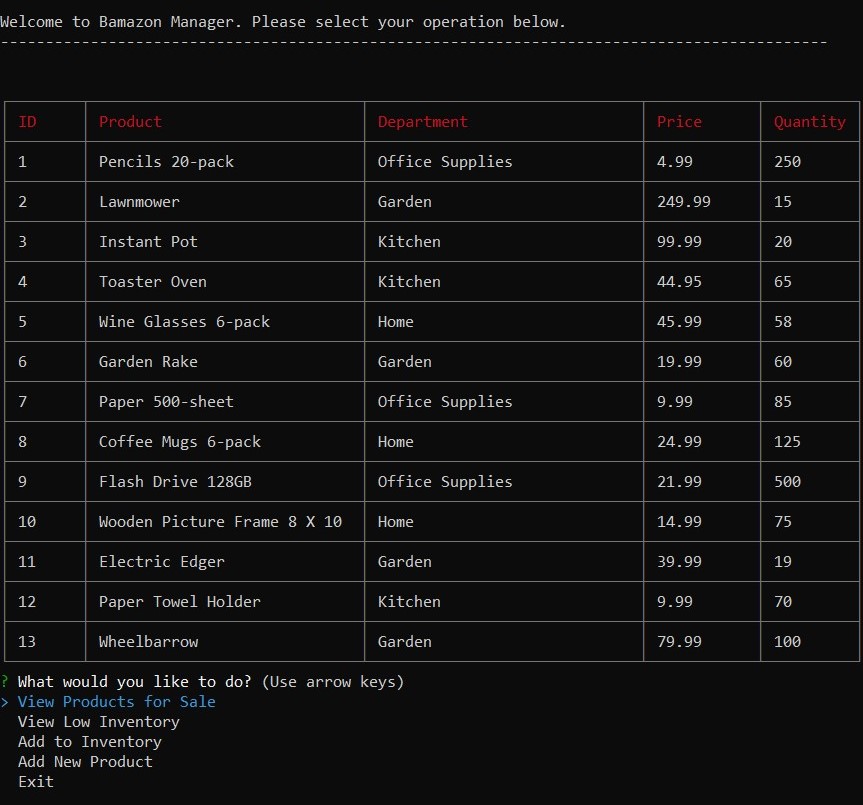 Welcome to Bamazon Manager. Please select your operation below.
--------------------------------------------------------------------------------------------
ID Product Department Price Quantity
1 Pencils 20-pack Office Supplies 4.99 250
2 Lawnmower Garden 249.99 15
3 Instant Pot Kitchen 99.99 20
4 Toaster Oven Kitchen 44.95 65
5 Wine Glasses 6-pack Home 45.99 58
6 Garden Rake Garden 19.99 60
7 Paper 500-sheet Office Supplies 9.99 85
8 Coffee Mugs 6-pack Home 24.99 125
9 Flash Drive 128GB Office Supplies 21.99 500
10 Wooden Picture Frame 8 X 10 Home 14.99 75
11 Electric Edger Garden 39.99 19
12 Paper Towel Holder Kitchen 9.99 70
13 Wheelbarrow Garden 79.99 100
? What would you like to do? (Use arrow keys)
> View Products for Sale
View Low Inventory
Add to Inventory
Add New Product
Exit